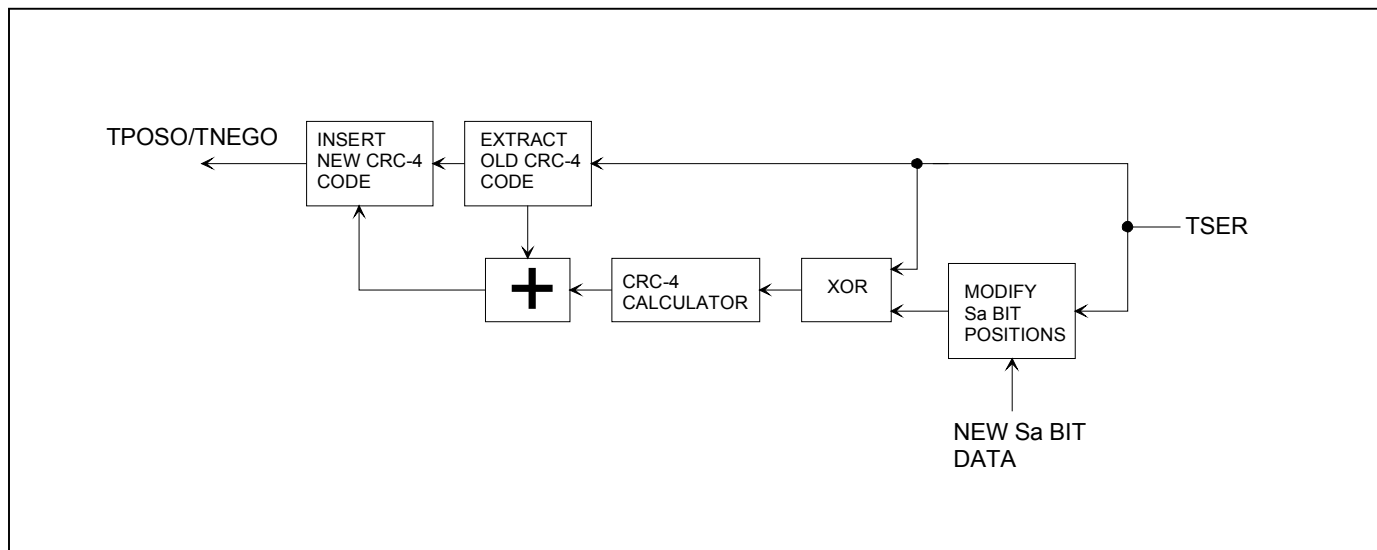 TPOSO/TNEGO
INSERT
NEW CRC-4
CODE
EXTRACT
OLD CRC-4
CODE
TSER
+
CRC-4
CALCULATOR
XOR
MODIFY
Sa BIT
POSITIONS
NEW Sa BIT
DATA